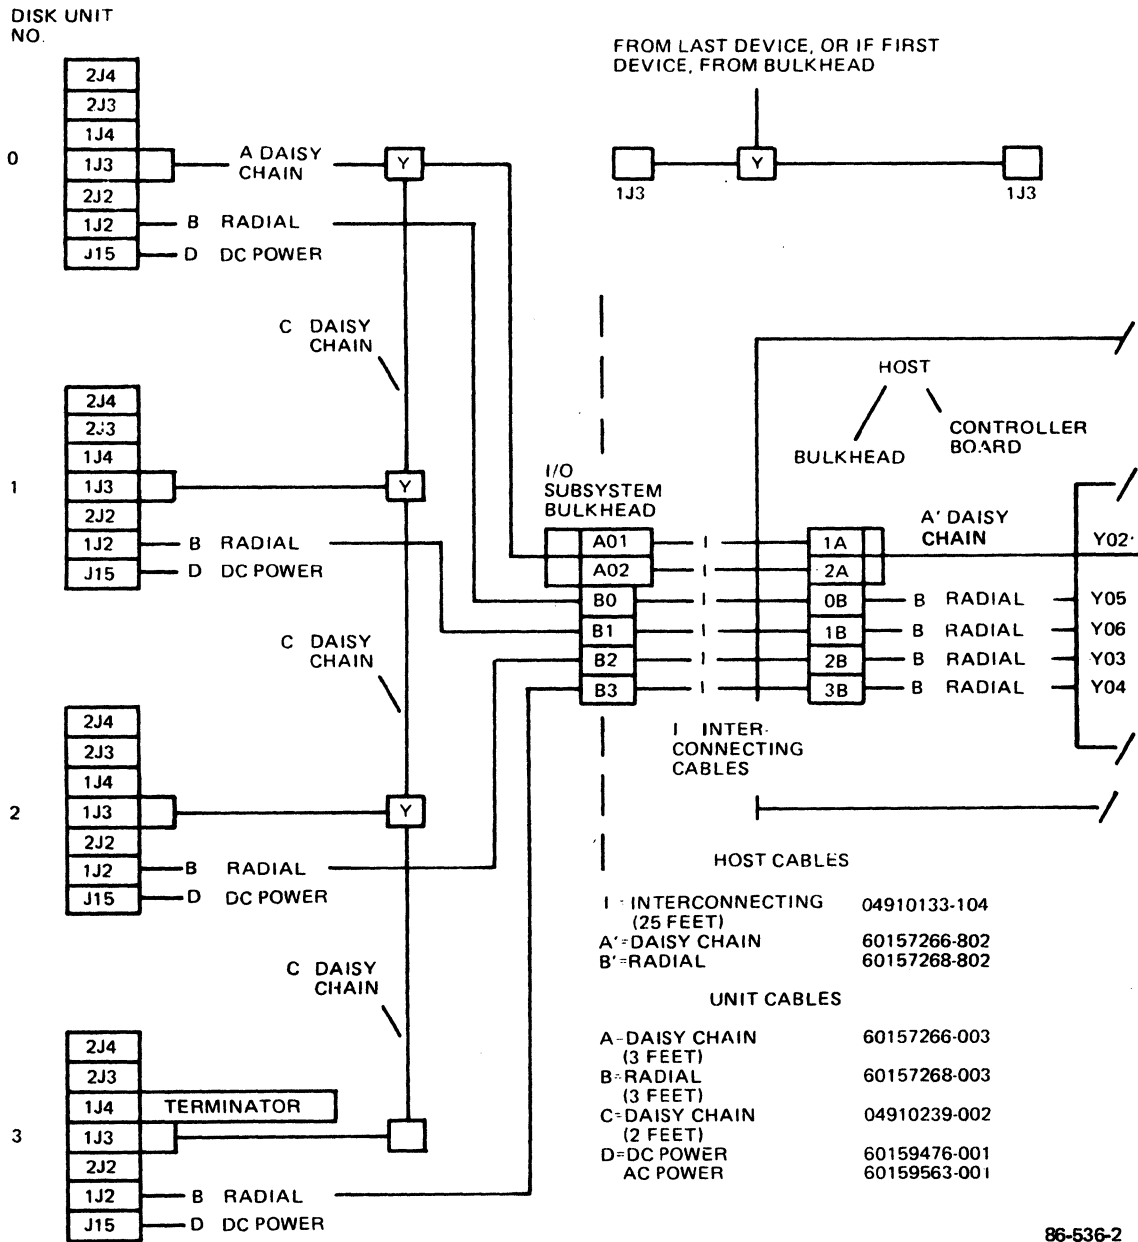 DISK UNIT
NO.
FROM LAST DEVICE, OR IF FIRST
DEVICE, FROM BULKHEAD
0
2J4
2J3
1J4
1J3
2J2
1J2
J15
A DAISY
CHAIN
Y
B RADIAL
D DC POWER
1J3
Y
1J3
C DAISY
CHAIN
1
2J4
2J3
1J4
1J3
2J2
1J2
J15
Y
B RADIAL
D DC POWER
C DAISY
CHAIN
2
2J4
2J3
1J4
1J3
2J2
1J2
J15
Y
B RADIAL
D DC POWER
C DAISY
CHAIN
3
2J4
2J3
1J4
1J3
2J2
1J2
J15
TERMINATOR
B RADIAL
D DC POWER
HOST
BULKHEAD
CONTROLLER
BOARD
I/O
SUBSYSTEM
BULKHEAD
A01 I 1A
A02 I 2A
A' DAISY
CHAIN
Y02
B0 I 0B B RADIAL Y05
B1 I 1B B RADIAL Y06
B2 I 2B B RADIAL Y03
B3 I 3B B RADIAL Y04
I INTER-
CONNECTING
CABLES
HOST CABLES
I = INTERCONNECTING 04910133-104
(25 FEET)
A'=DAISY CHAIN 60157266-802
B'=RADIAL 60157268-802
UNIT CABLES
A=DAISY CHAIN 60157266-003
(3 FEET)
B=RADIAL 60157268-003
(3 FEET)
C=DAISY CHAIN 04910239-002
(2 FEET)
D=DC POWER 60159476-001
AC POWER 60159563-001
86-536-2